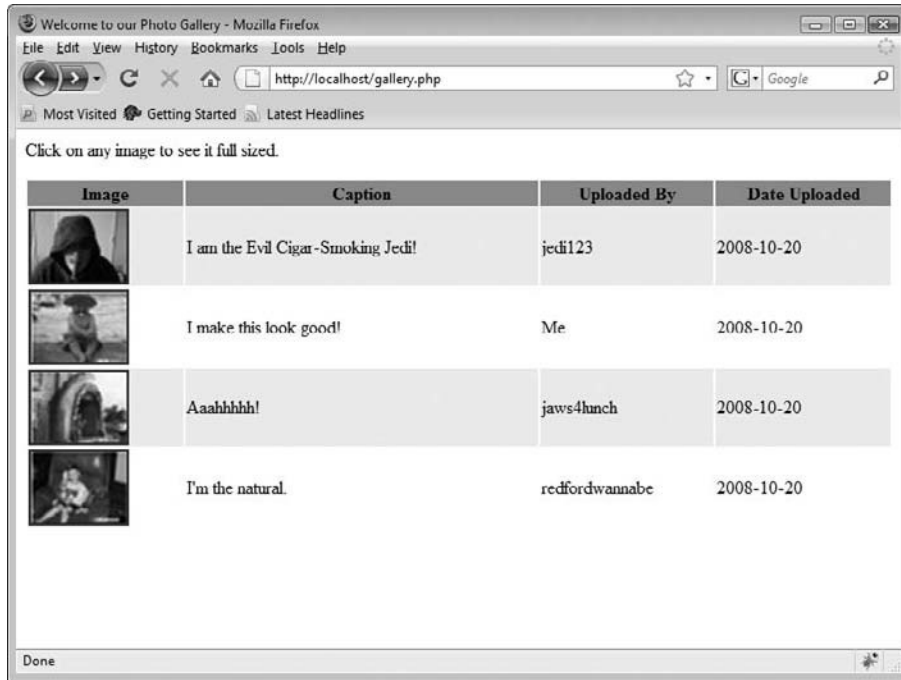 Welcome to our Photo Gallery - Mozilla Firefox
File Edit View History Bookmarks Tools Help
http://localhost/gallery.php
G Google
Most Visited Getting Started Latest Headlines
Click on any image to see it full sized.
Image Caption Uploaded By Date Uploaded
I am the Evil Cigar-Smoking Jedi! jedi123 2008-10-20
I make this look good! Me 2008-10-20
Aaahhhhh! jaws4lunch 2008-10-20
I'm the natural. redfordwannabe 2008-10-20
Done